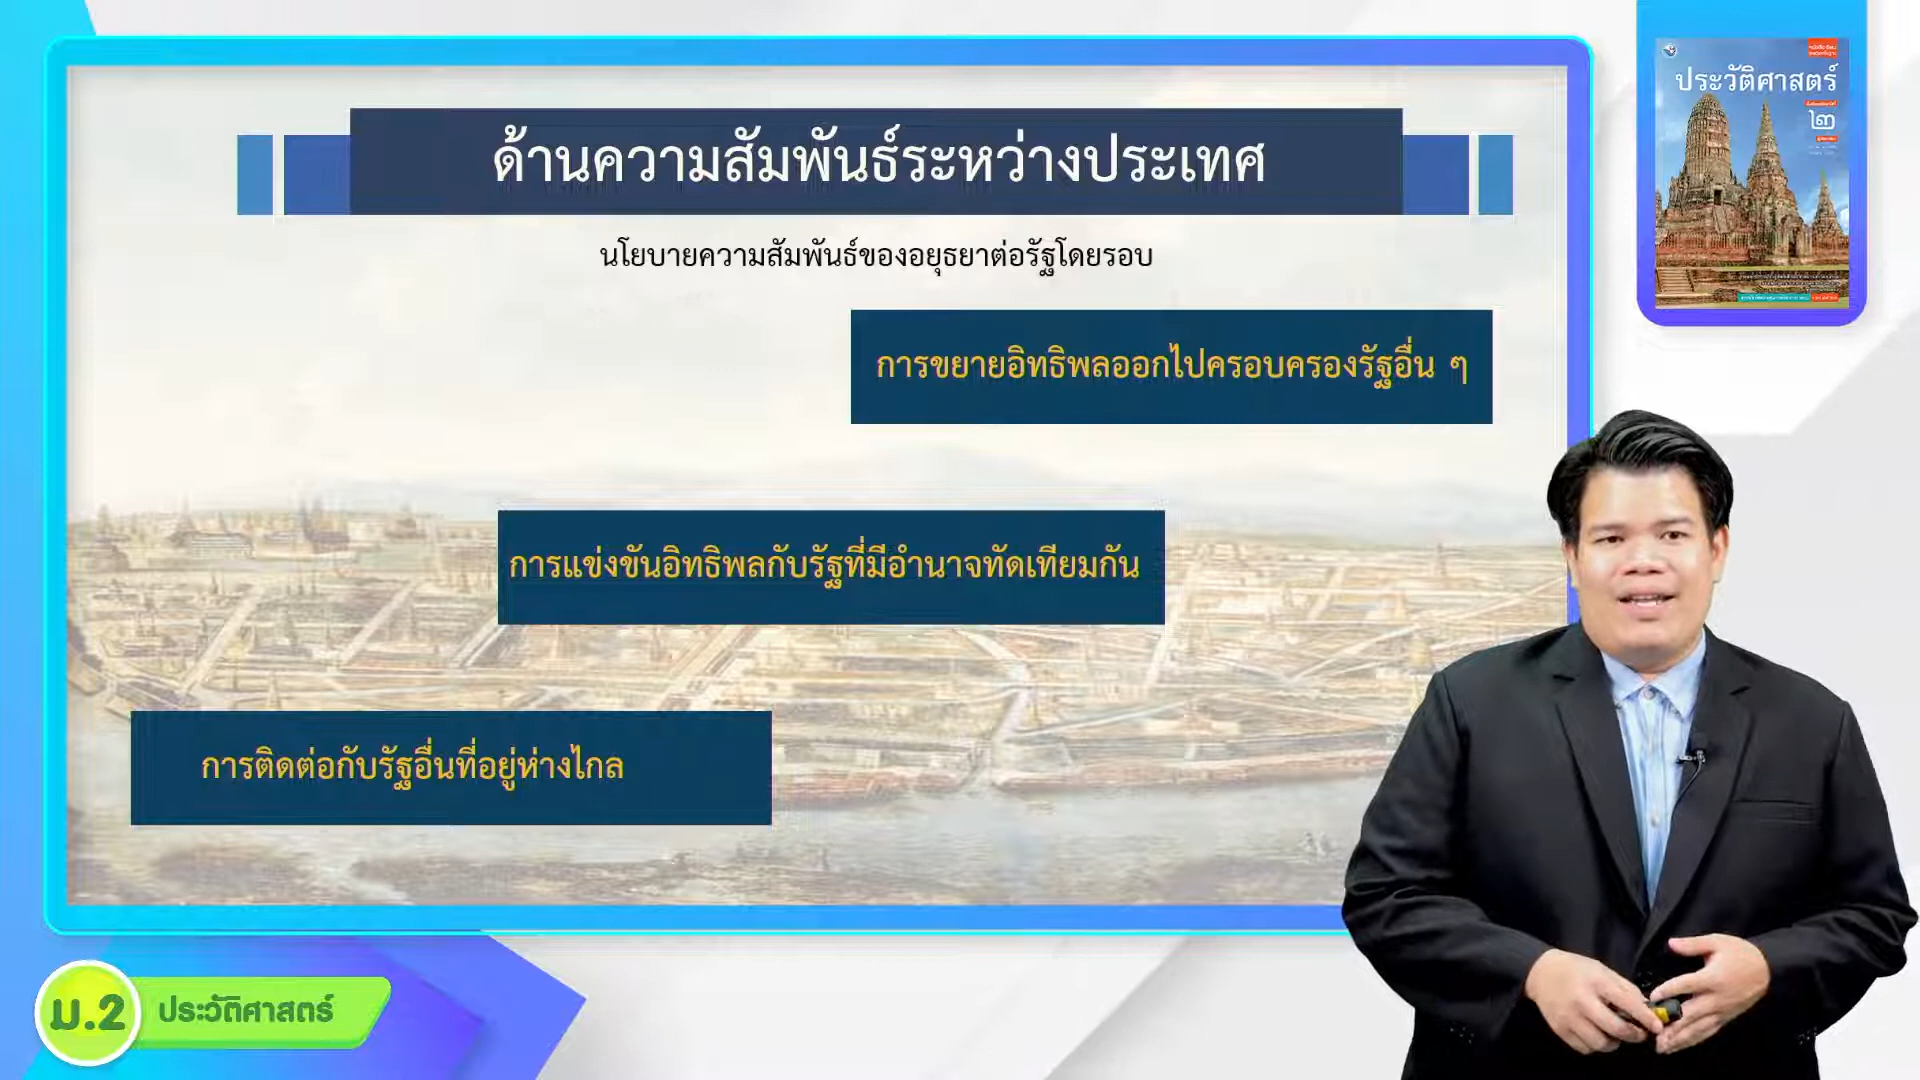 ด้านความสัมพันธ์ระหว่างประเทศ
นโยบายความสัมพันธ์ของอยุธยาต่อรัฐโดยรอบ
การขยายอิทธิพลออกไปครอบครองรัฐอื่น ๆ
การแข่งขันอิทธิพลกับรัฐที่มีอำนาจทัดเทียมกัน
การติดต่อกับรัฐอื่นที่อยู่ห่างไกล
ประวัติศาสตร์
๒
ม.2 ประวัติศาสตร์